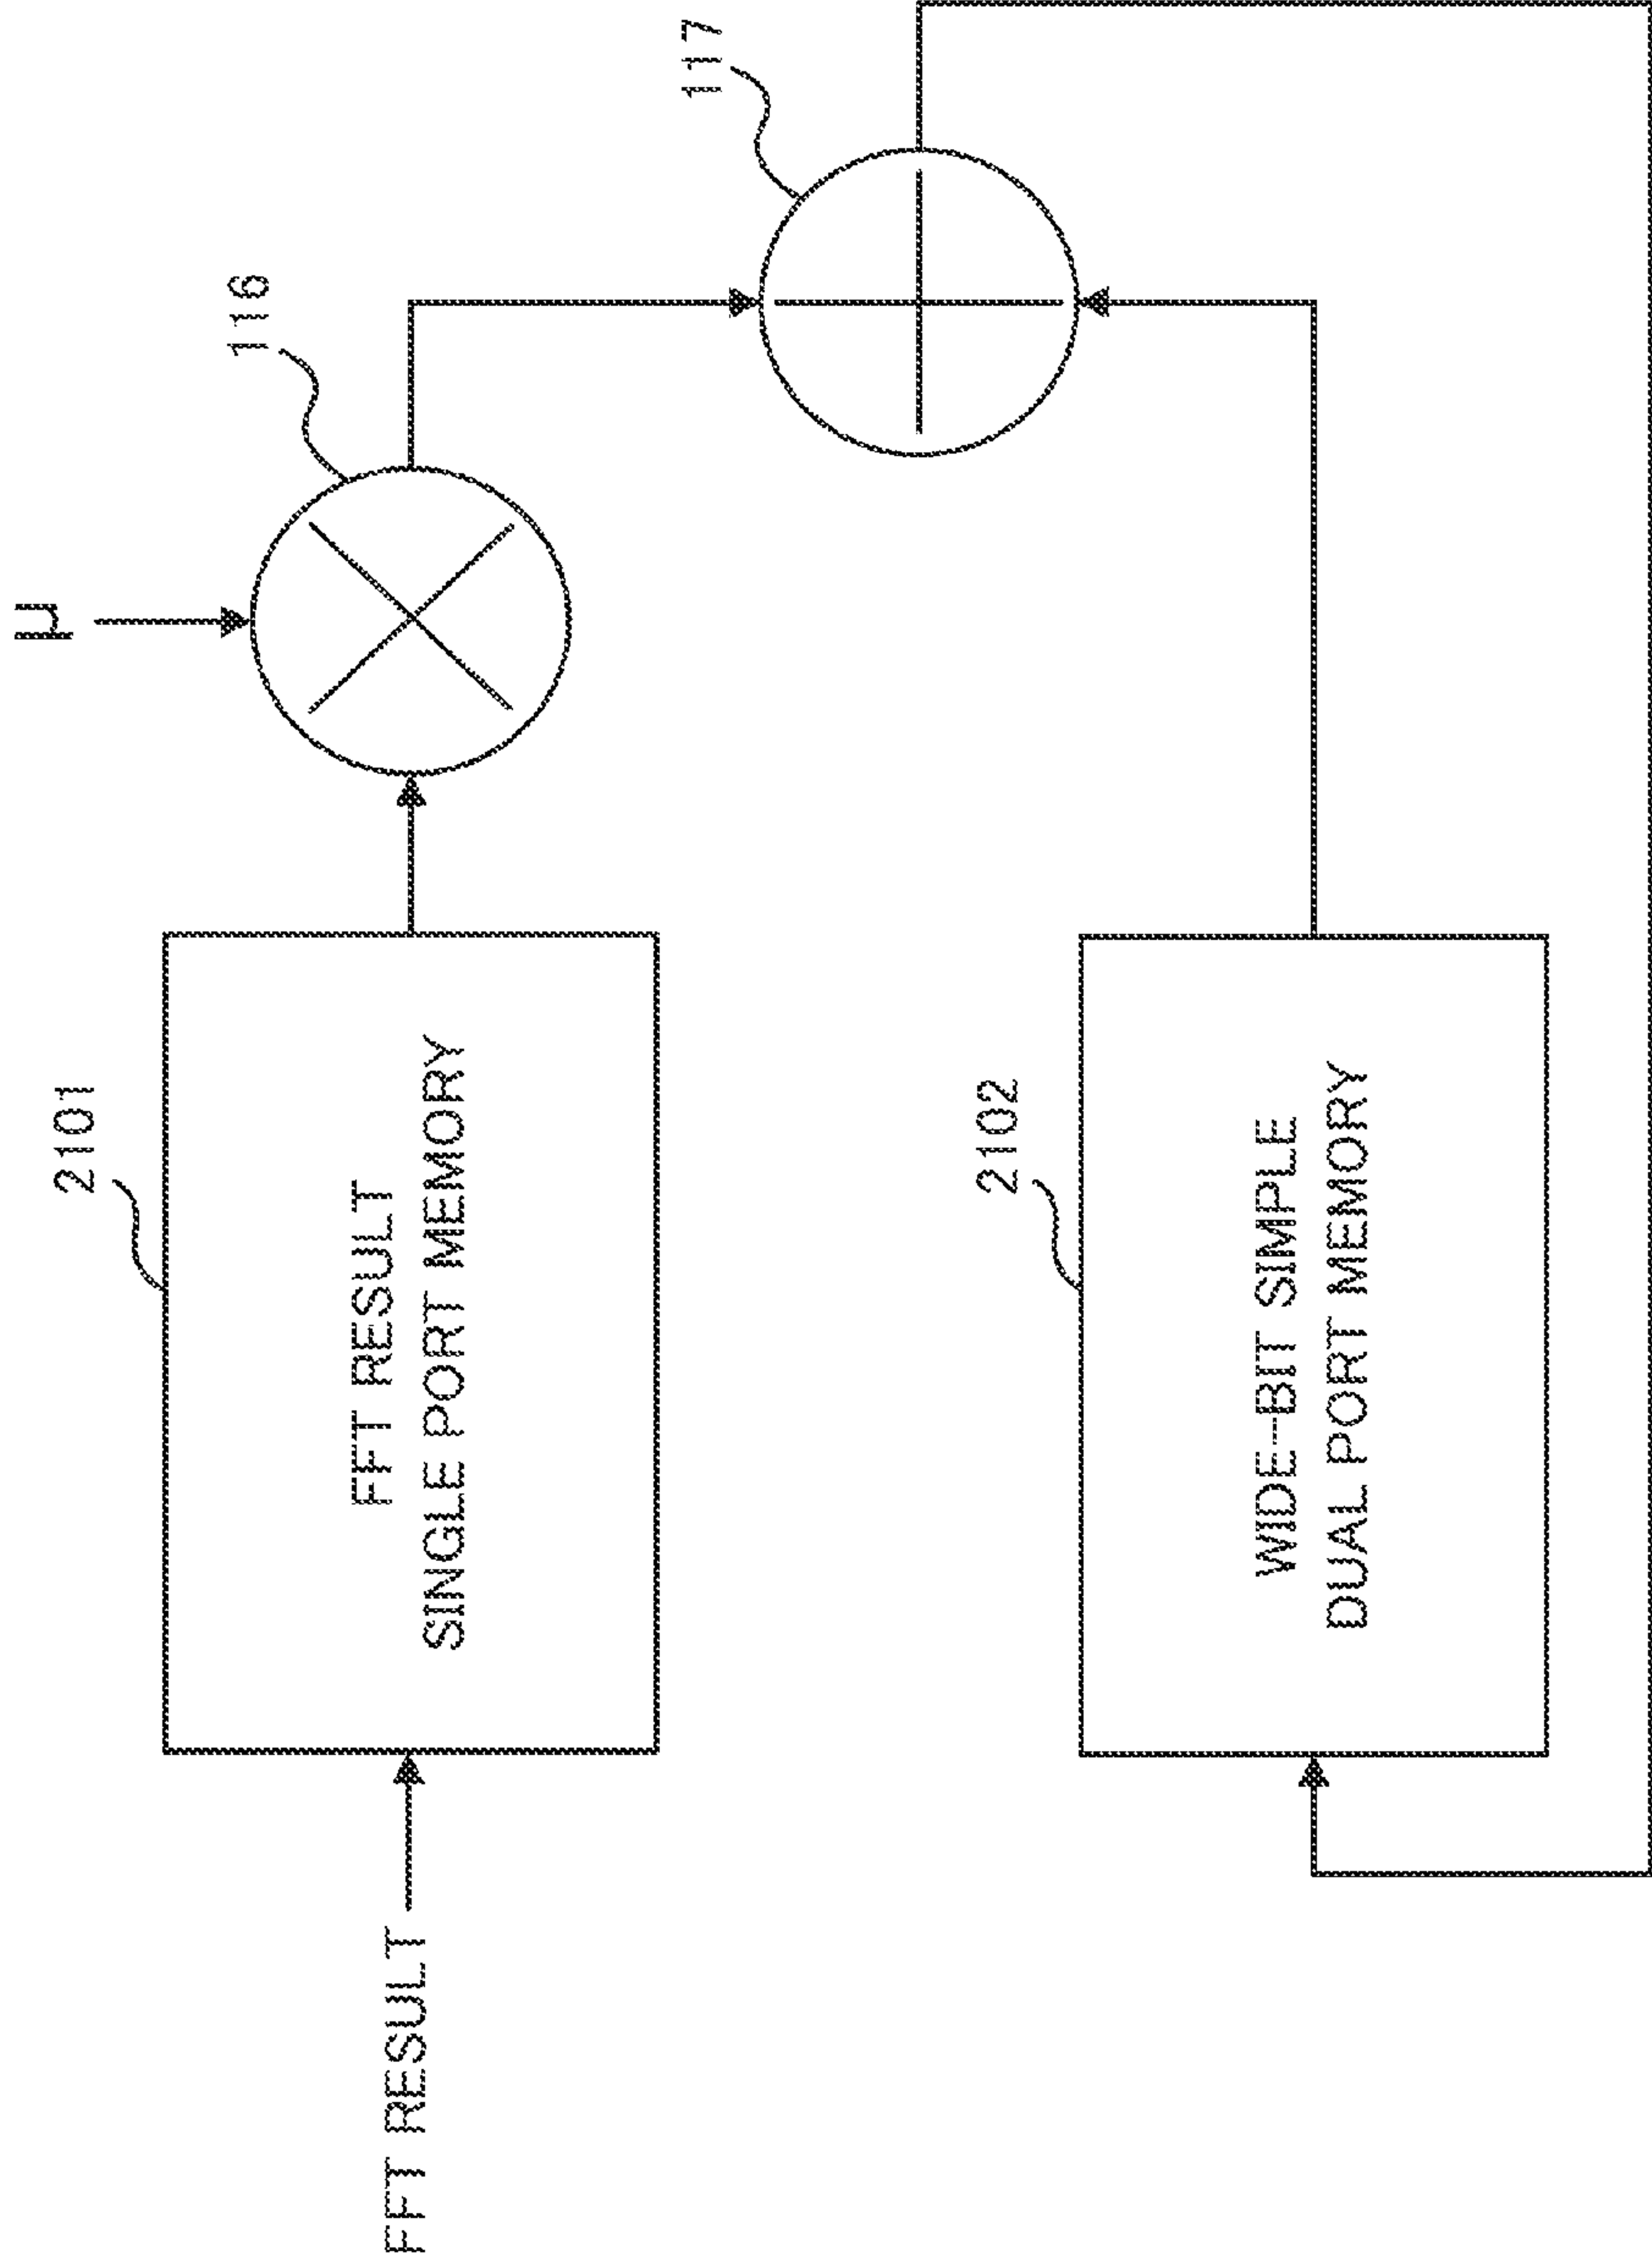 μ
116
117
2101
FFT RESULT
FFT RESULT
SINGLE PORT MEMORY
2102
WIDE-BIT SIMPLE
DUAL PORT MEMORY